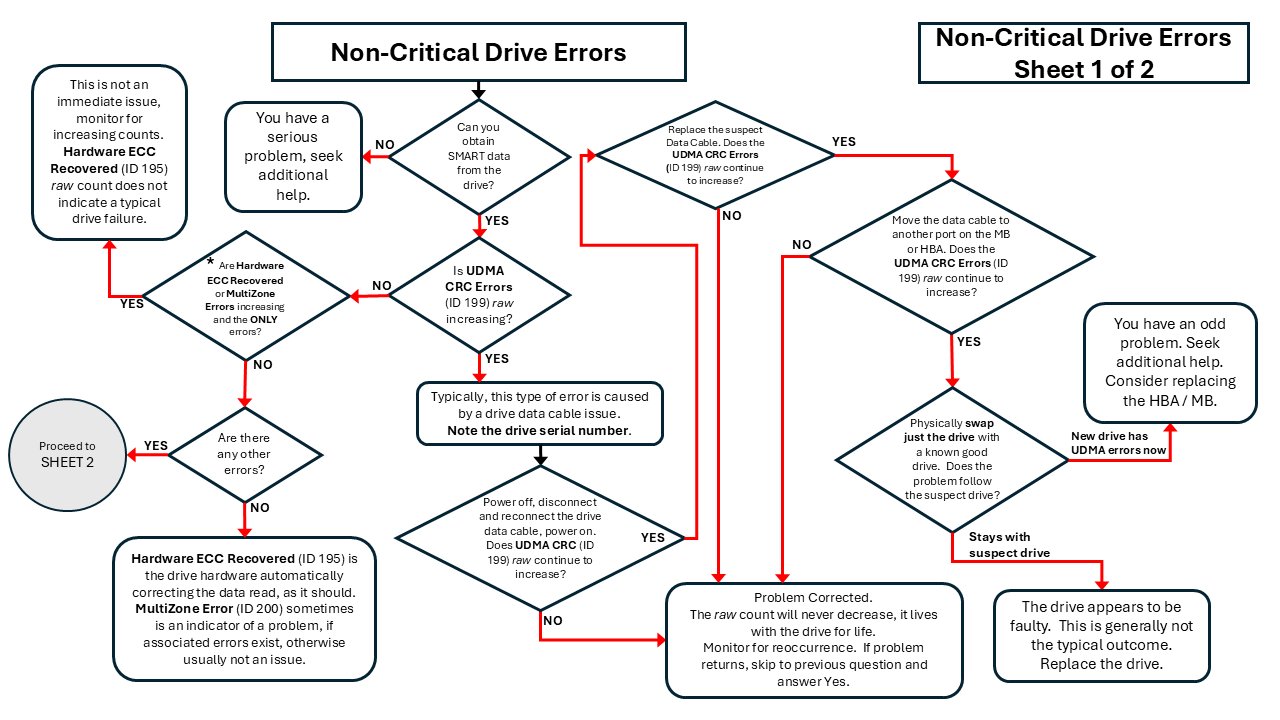 Non-Critical Drive Errors
Non-Critical Drive Errors
Sheet 1 of 2
This is not an
immediate issue,
monitor for
increasing counts.
Hardware ECC
Recovered (ID 195)
raw count does not
indicate a typical
drive failure.
You have a
serious
problem, seek
additional
help.
NO
Can you
obtain
SMART data
from the
drive?
YES
Replace the suspect
Data Cable. Does the
UDMA CRC Errors
(ID 199) raw continue
to increase?
YES
NO
Move the data cable to
another port on the MB
or HBA. Does the
UDMA CRC Errors (ID
199) raw continue to
increase?
NO
YES
* Are Hardware
ECC Recovered
or MultiZone
Errors increasing
and the ONLY
errors?
YES
NO
Is UDMA
CRC Errors
(ID 199) raw
increasing?
NO
YES
You have an odd
problem. Seek
additional help.
Consider replacing
the HBA / MB.
Typically, this type of error is caused
by a drive data cable issue.
Note the drive serial number.
Physically swap
just the drive with
a known good
drive. Does the
problem follow
the suspect drive?
New drive has
UDMA errors now
Stays with
suspect drive
Proceed to
SHEET 2
YES
Are there
any other
errors?
NO
Power off, disconnect
and reconnect the drive
data cable, power on.
Does UDMA CRC (ID
199) raw continue to
increase?
YES
NO
Hardware ECC Recovered (ID 195) is
the drive hardware automatically
correcting the data read, as it should.
MultiZone Error (ID 200) sometimes
is an indicator of a problem, if
associated errors exist, otherwise
usually not an issue.
Problem Corrected.
The raw count will never decrease, it lives
with the drive for life.
Monitor for reoccurrence. If problem
returns, skip to previous question and
answer Yes.
The drive appears to be
faulty. This is generally not
the typical outcome.
Replace the drive.